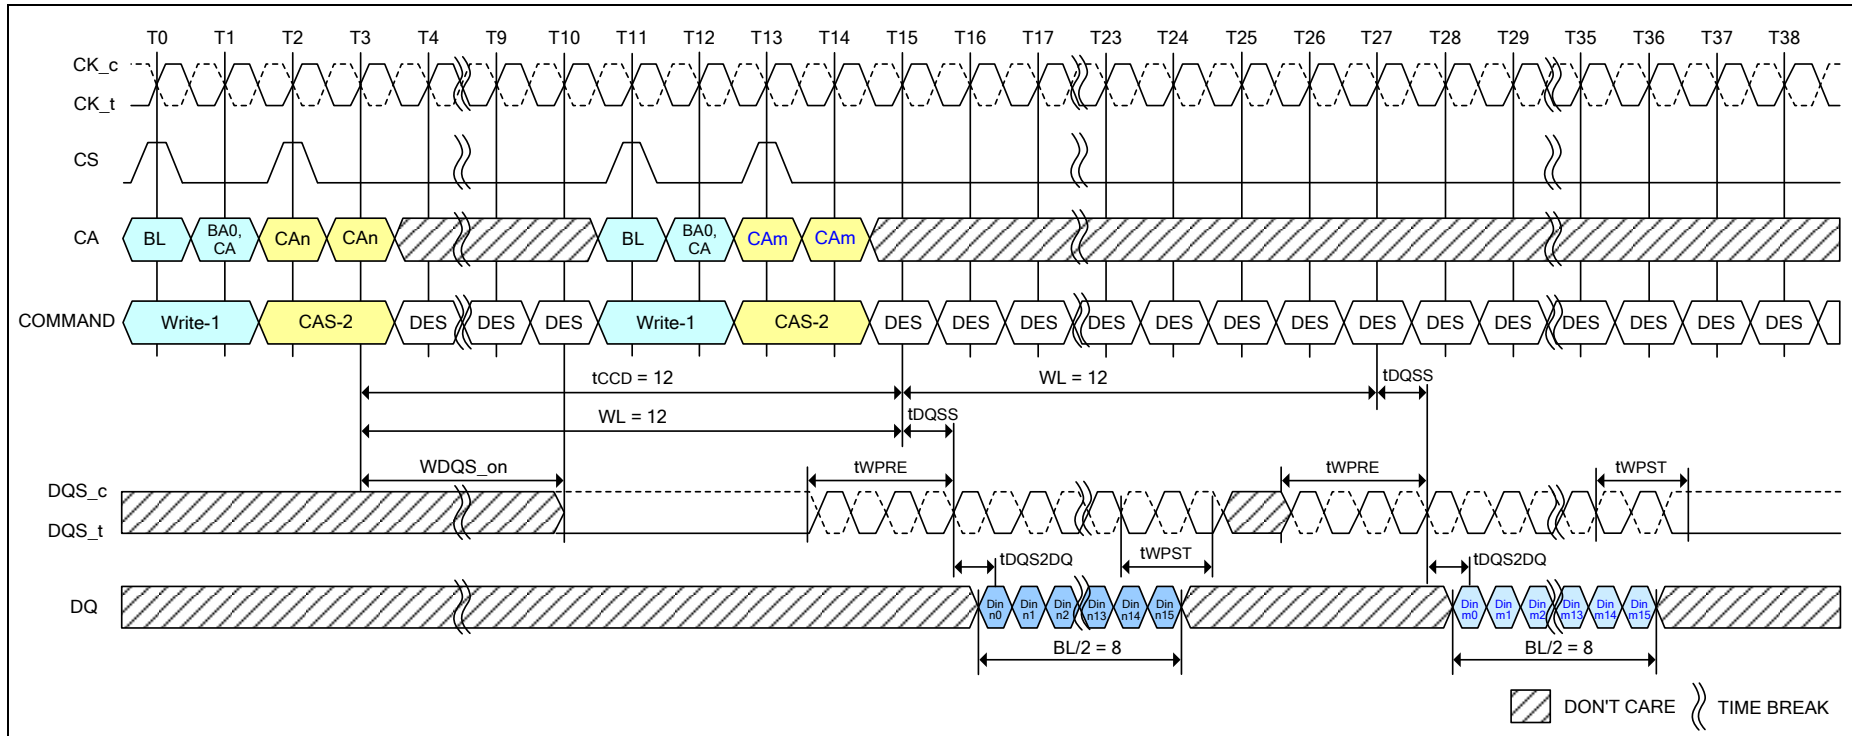 T0 T1 T2 T3 T4 T9 T10 T11 T12 T13 T14 T15 T16 T17 T23 T24 T25 T26 T27 T28 T29 T35 T36 T37 T38
CK_c
CK_t
CS
CA BL BA0, CA CAn CAn BL BA0, CA CAm CAm
COMMAND Write-1 CAS-2 DES DES DES Write-1 CAS-2 DES DES DES DES DES DES DES DES DES DES DES DES DES DES
tCCD = 12 WL = 12 tDQSS
WL = 12 tDQSS
WDQS_on tWPRE tWPRE tWPST
DQS_c
DQS_t
tDQS2DQ tWPST tDQS2DQ
DQ Din n0 Din n1 Din n2 Din n13 Din n14 Din n15 Din m0 Din m1 Din m2 Din m13 Din m14 Din m15
BL/2 = 8 BL/2 = 8
DON'T CARE TIME BREAK